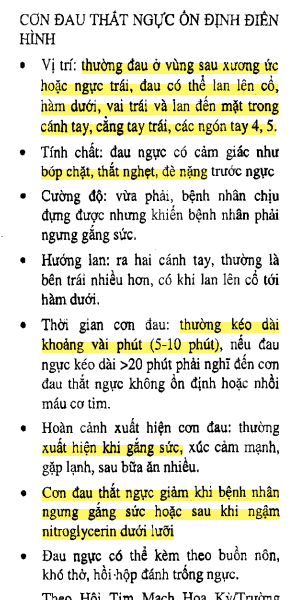 CƠN ĐAU THẮT NGỰC ỔN ĐỊNH ĐIỂN
HÌNH
• Vị trí: thường đau ở vùng sau xương ức
hoặc ngực trái, đau có thể lan lên cổ,
hàm dưới, vai trái và lan đến mặt trong
cánh tay, cẳng tay trái, các ngón tay 4, 5.
• Tính chất: đau ngực có cảm giác như
bóp chặt, thắt nghẹt, đè nặng trước ngực
• Cường độ: vừa phải, bệnh nhân chịu
đựng được nhưng khiến bệnh nhân phải
ngưng gắng sức.
• Hướng lan: ra hai cánh tay, thường là
bên trái nhiều hơn, có khi lan lên cổ tới
hàm dưới.
• Thời gian cơn đau: thường kéo dài
khoảng vài phút (5-10 phút), nếu đau
ngực kéo dài >20 phút phải nghĩ đến cơn
đau thắt ngực không ổn định hoặc nhồi
máu cơ tim.
• Hoàn cảnh xuất hiện cơn đau: thường
xuất hiện khi gắng sức, xúc cảm mạnh,
gặp lạnh, sau bữa ăn nhiều.
• Cơn đau thắt ngực giảm khi bệnh nhân
ngưng gắng sức hoặc sau khi ngậm
nitroglycerin dưới lưỡi
• Đau ngực có thể kèm theo buồn nôn,
khó thở, hồi hộp đánh trống ngực.
Theo Hội Tim Mạch Hoa Kỳ/Trường